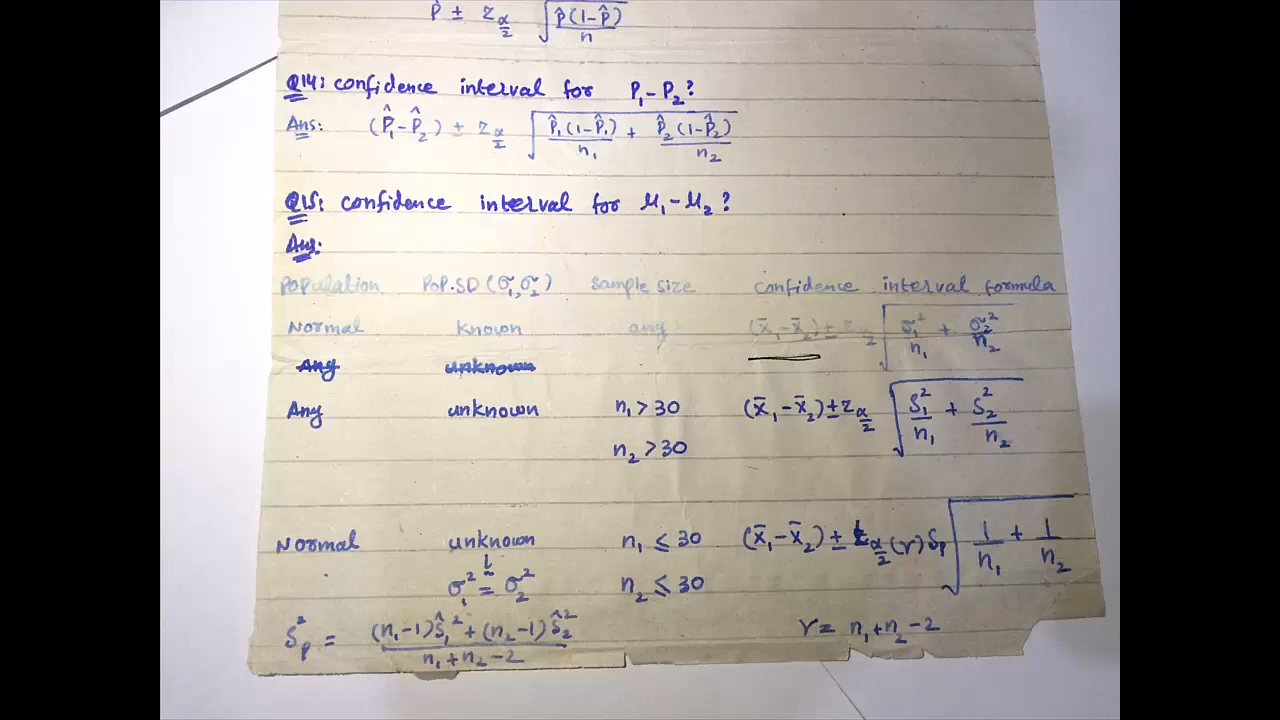 p̂ ± z_{α/2} √(p̂(1-p̂)/n)
Q14: confidence interval for P₁-P₂?
Ans: (P̂₁-P̂₂) ± z_{α/2} √(P̂₁(1-P̂₁)/n₁ + P̂₂(1-P̂₂)/n₂)
Q15: confidence interval for μ₁-μ₂?
Ans:
Population POP.SD(σ₁,σ₂) sample size confidence interval formula
Normal known any (x̄₁-x̄₂) ± z_{α/2} √(σ₁²/n₁ + σ₂²/n₂)
Any unknown
Any unknown n₁ > 30 (x̄₁-x̄₂) ± z_{α/2} √(S₁²/n₁ + S₂²/n₂)
n₂ > 30
Normal unknown n₁ ≤ 30 (x̄₁-x̄₂) ± t_{α/2}(r) Sp √(1/n₁ + 1/n₂)
σ₁² = σ₂² n₂ ≤ 30
S²p = ((n₁-1)Ŝ₁² + (n₂-1)Ŝ₂²)/(n₁+n₂-2) r = n₁+n₂-2